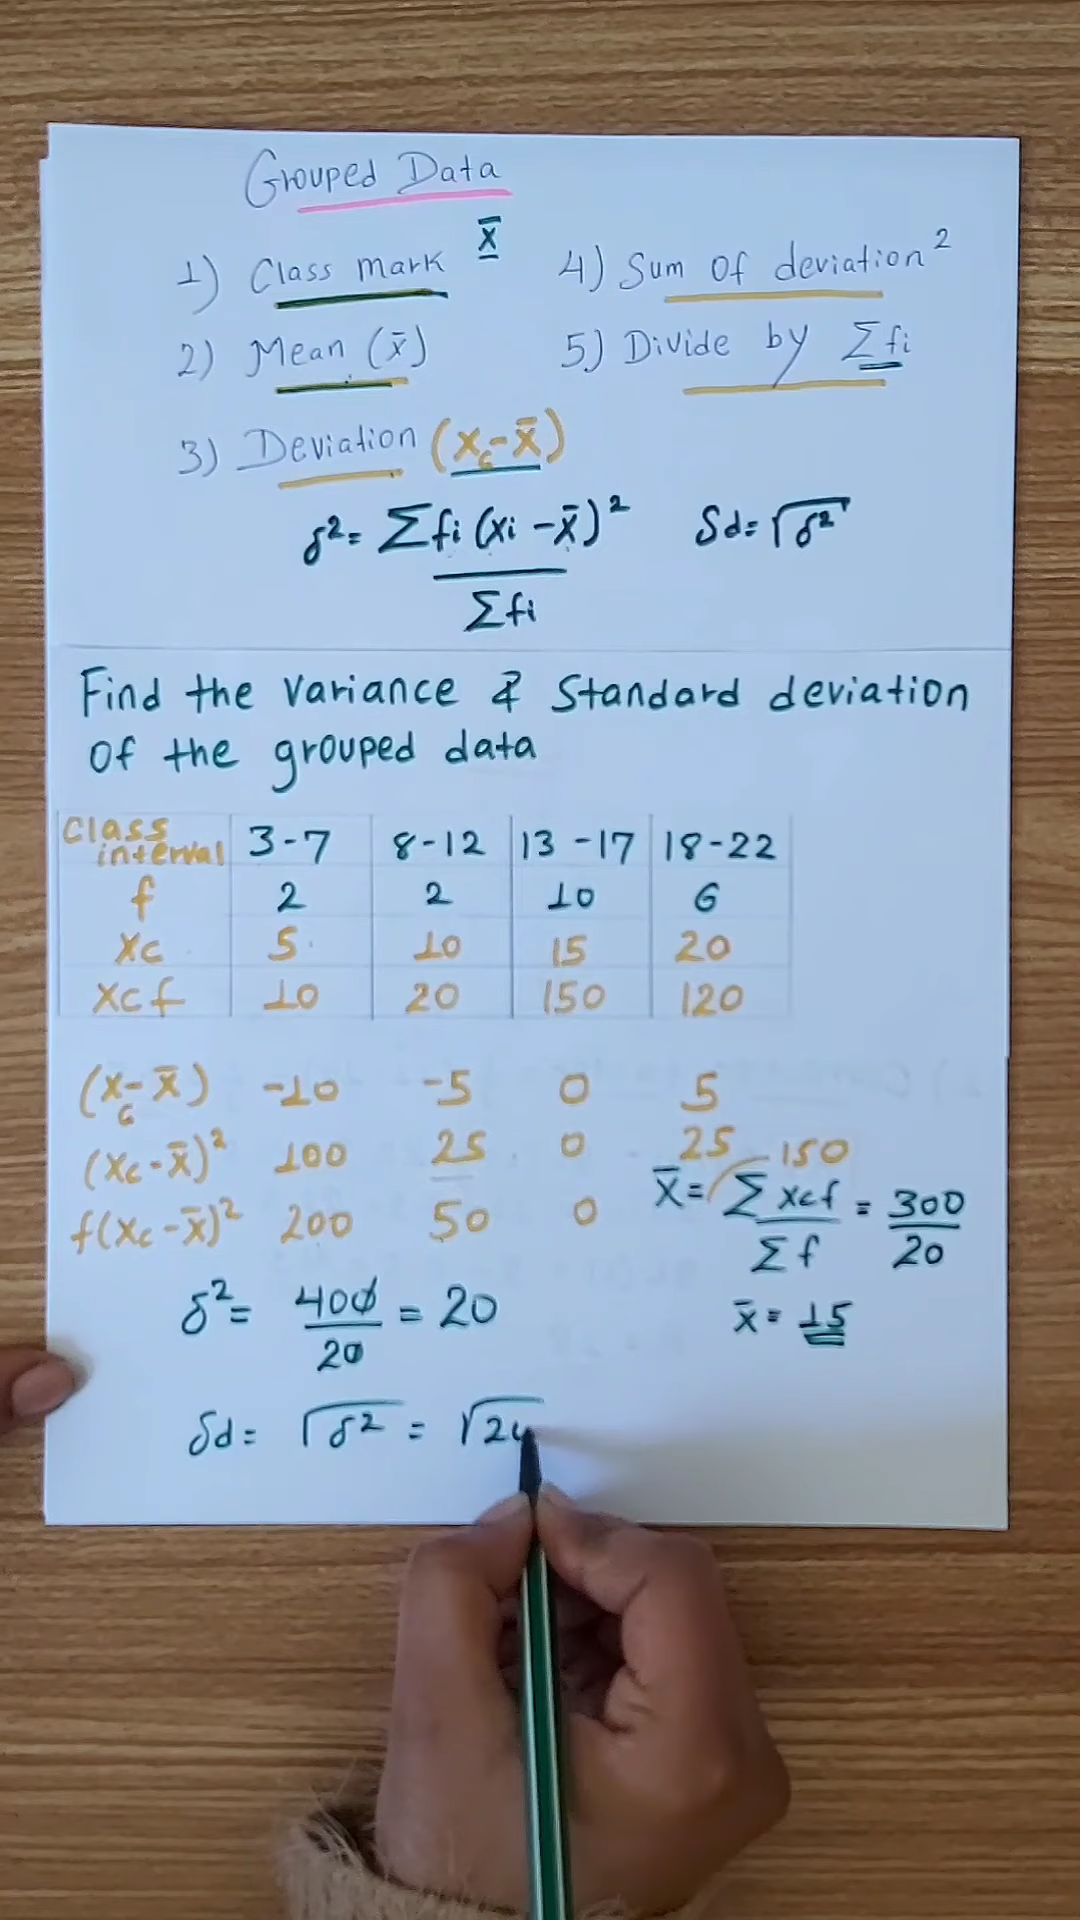 Grouped Data
1) Class mark x̄
2) Mean (x̄)
3) Deviation (xc-x̄)
4) Sum of deviation²
5) Divide by Σfi
δ² = Σfi (xi - x̄)² / Σfi
Sd = √δ²
Find the variance & Standard deviation
of the grouped data
Class interval 3-7 8-12 13-17 18-22
f 2 2 10 6
xc 5 10 15 20
xcf 10 20 150 120
(xc-x̄) -10 -5 0 5
(xc-x̄)² 100 25 0 25
f(xc-x̄)² 200 50 0 150
x̄ = Σxcf / Σf = 300 / 20
x̄ = 15
δ² = 400 / 20 = 20
δd = √δ² = √2